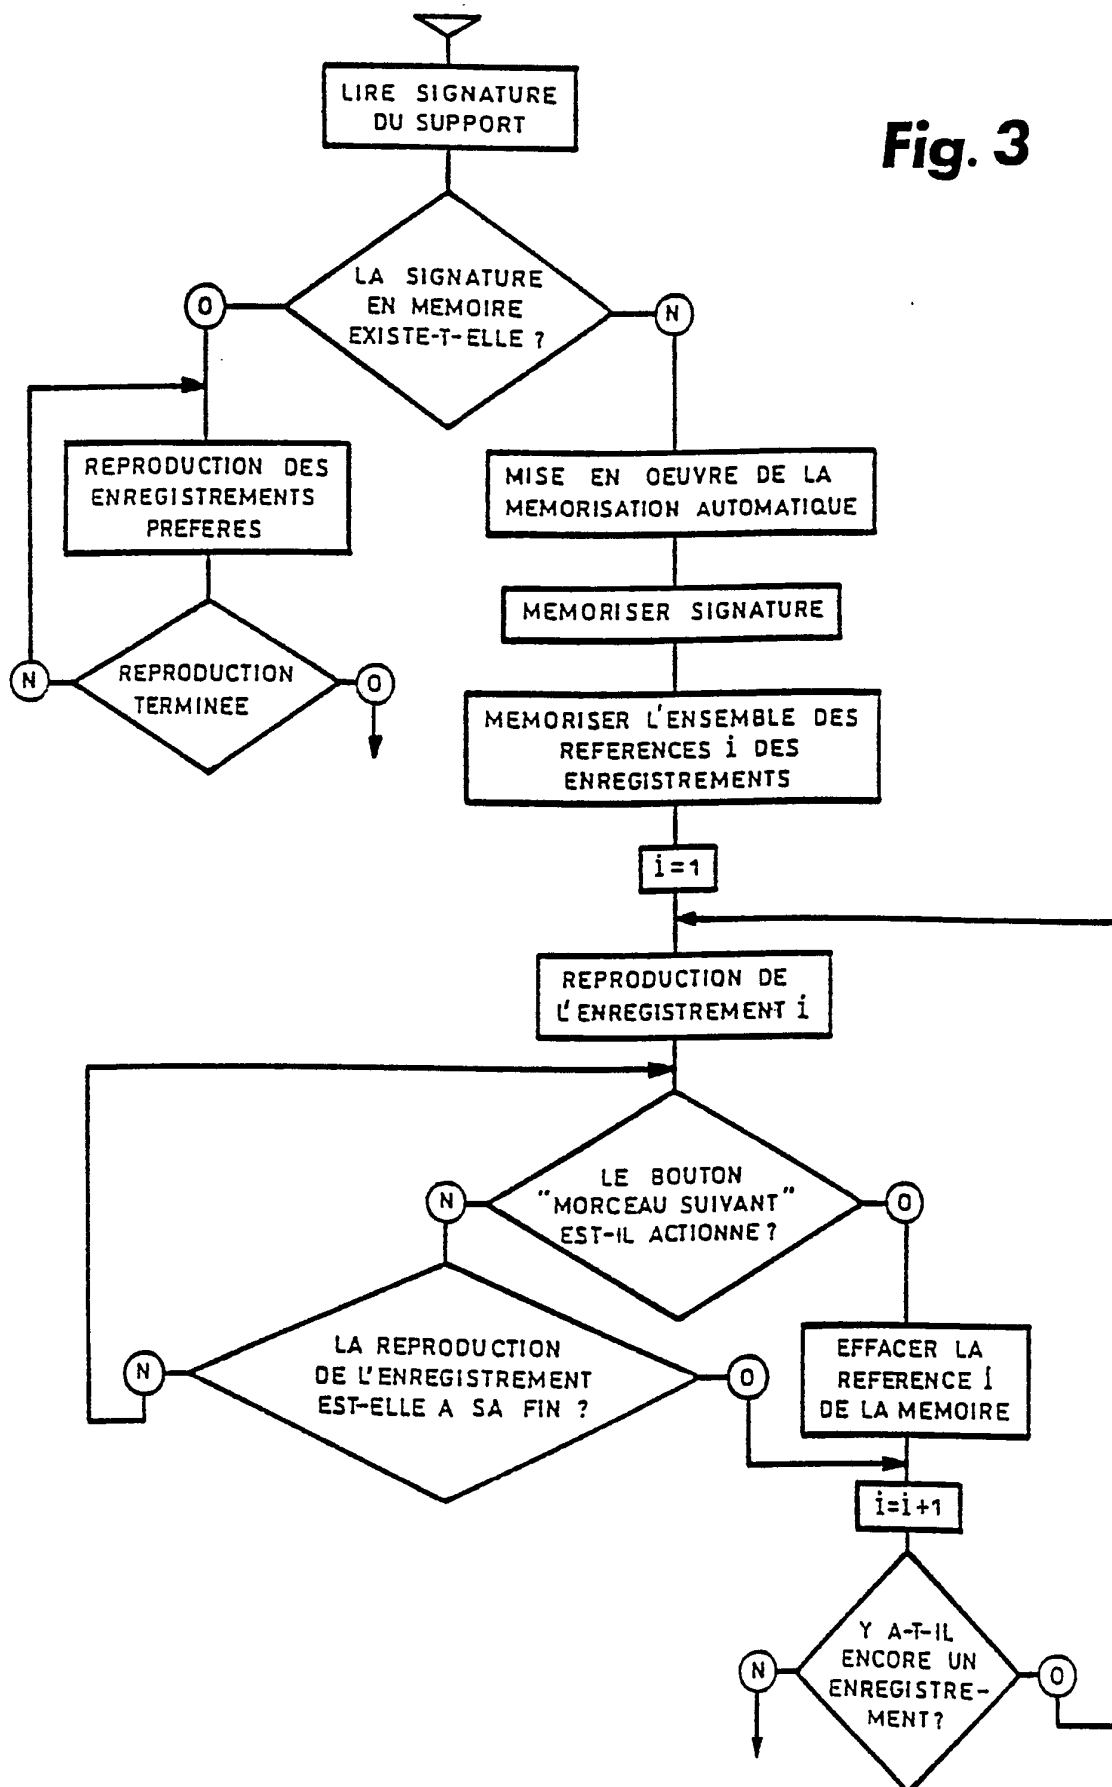 LIRE SIGNATURE
DU SUPPORT
Fig. 3
LA SIGNATURE
EN MEMOIRE
EXISTE-T-ELLE ?
O
N
REPRODUCTION DES
ENREGISTREMENTS
PREFERES
MISE EN OEUVRE DE LA
MEMORISATION AUTOMATIQUE
MEMORISER SIGNATURE
N
REPRODUCTION
TERMINEE
O
MEMORISER L'ENSEMBLE DES
REFERENCES i DES
ENREGISTREMENTS
i=1
REPRODUCTION DE
L'ENREGISTREMENT i
N
LE BOUTON
"MORCEAU SUIVANT"
EST-IL ACTIONNE ?
O
N
LA REPRODUCTION
DE L'ENREGISTREMENT
EST-ELLE A SA FIN ?
O
EFFACER LA
REFERENCE i
DE LA MEMOIRE
i=i+1
N
Y A-T-IL
ENCORE UN
ENREGISTRE-
MENT ?
O